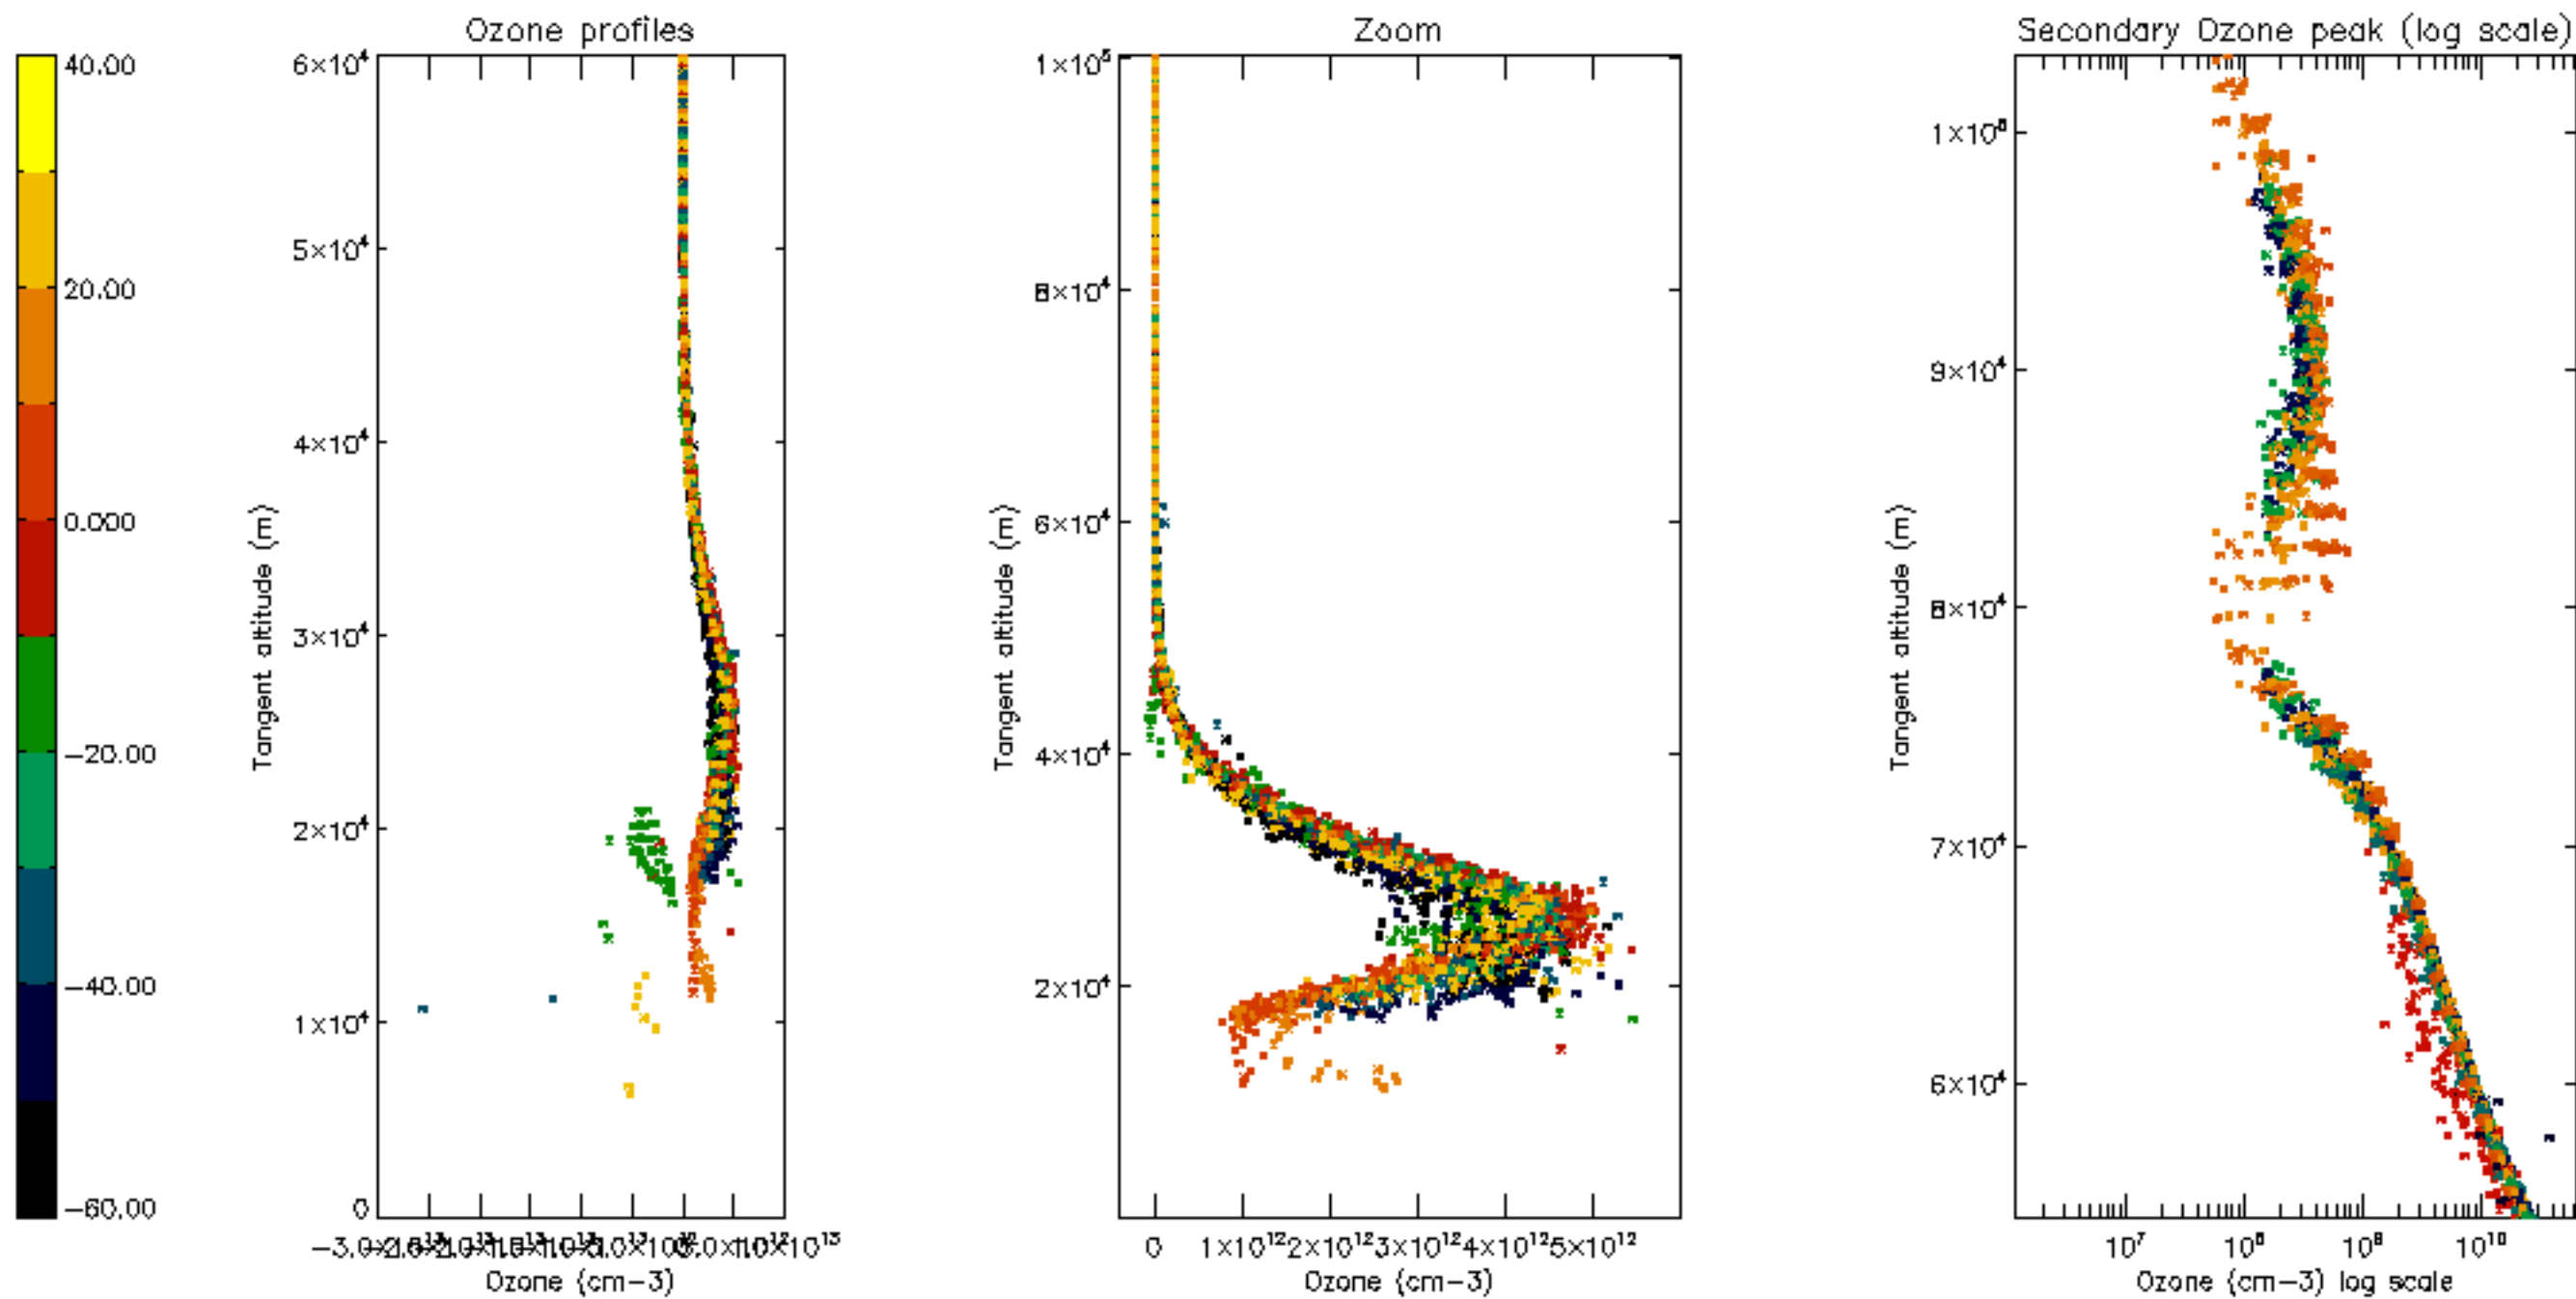 Ozone profiles
Zoom
Secondary Ozone peak (log scale)
40.00
20.00
0.000
−20.00
−40.00
−60.00
6×10⁴
5×10⁴
4×10⁴
3×10⁴
2×10⁴
1×10⁴
0
Tangent altitude (m)
Ozone (cm−3)
1×10⁵
8×10⁴
6×10⁴
4×10⁴
2×10⁴
Tangent altitude (m)
0 1×10¹² 2×10¹² 3×10¹² 4×10¹² 5×10¹²
Ozone (cm−3)
9×10⁴
8×10⁴
7×10⁴
6×10⁴
Tangent altitude (m)
10⁷ 10⁸ 10⁹ 10¹⁰
Ozone (cm−3) log scale